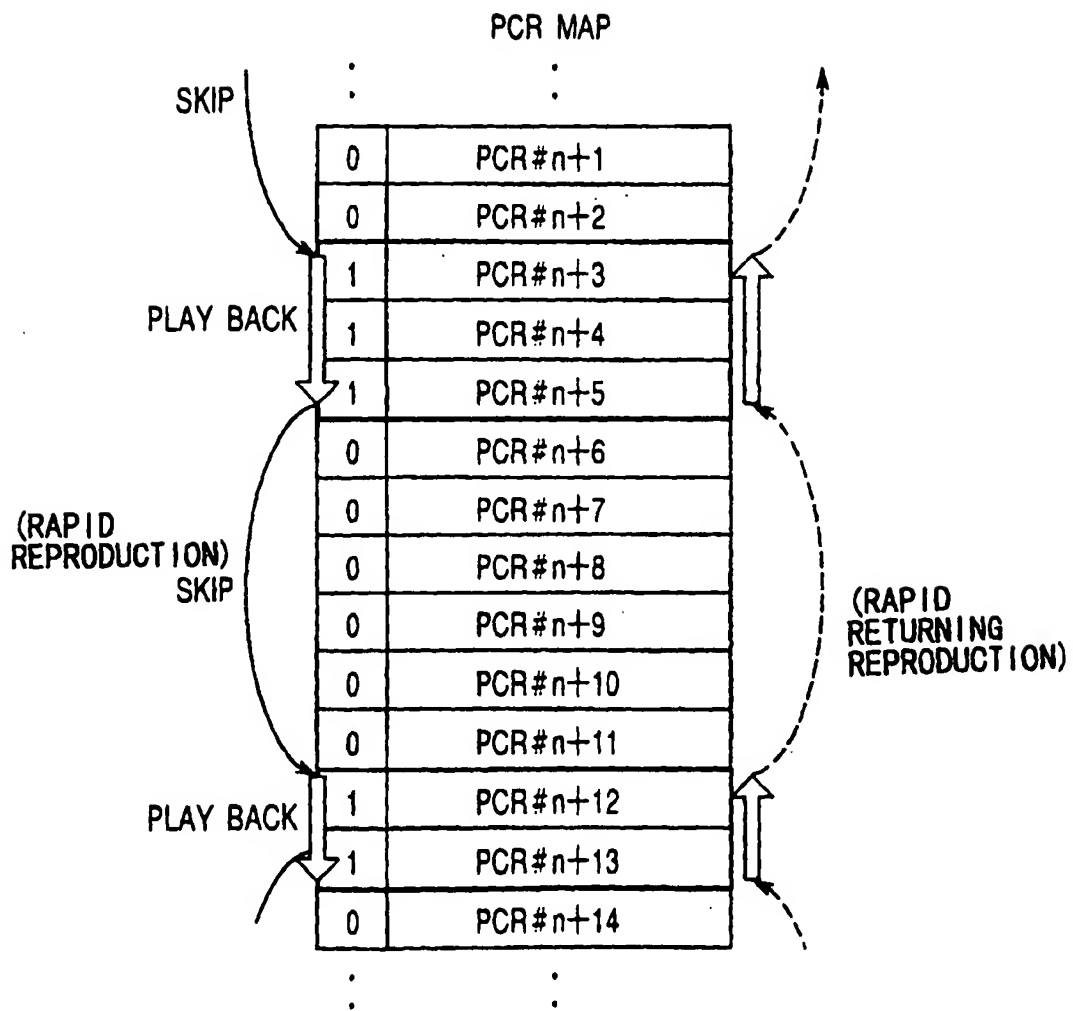 PCR MAP
SKIP
0 PCR#n+1
0 PCR#n+2
1 PCR#n+3
PLAY BACK
1 PCR#n+4
1 PCR#n+5
0 PCR#n+6
0 PCR#n+7
(RAPID
REPRODUCTION)
SKIP
0 PCR#n+8
0 PCR#n+9
(RAPID
RETURNING
REPRODUCTION)
0 PCR#n+10
0 PCR#n+11
1 PCR#n+12
PLAY BACK
1 PCR#n+13
0 PCR#n+14